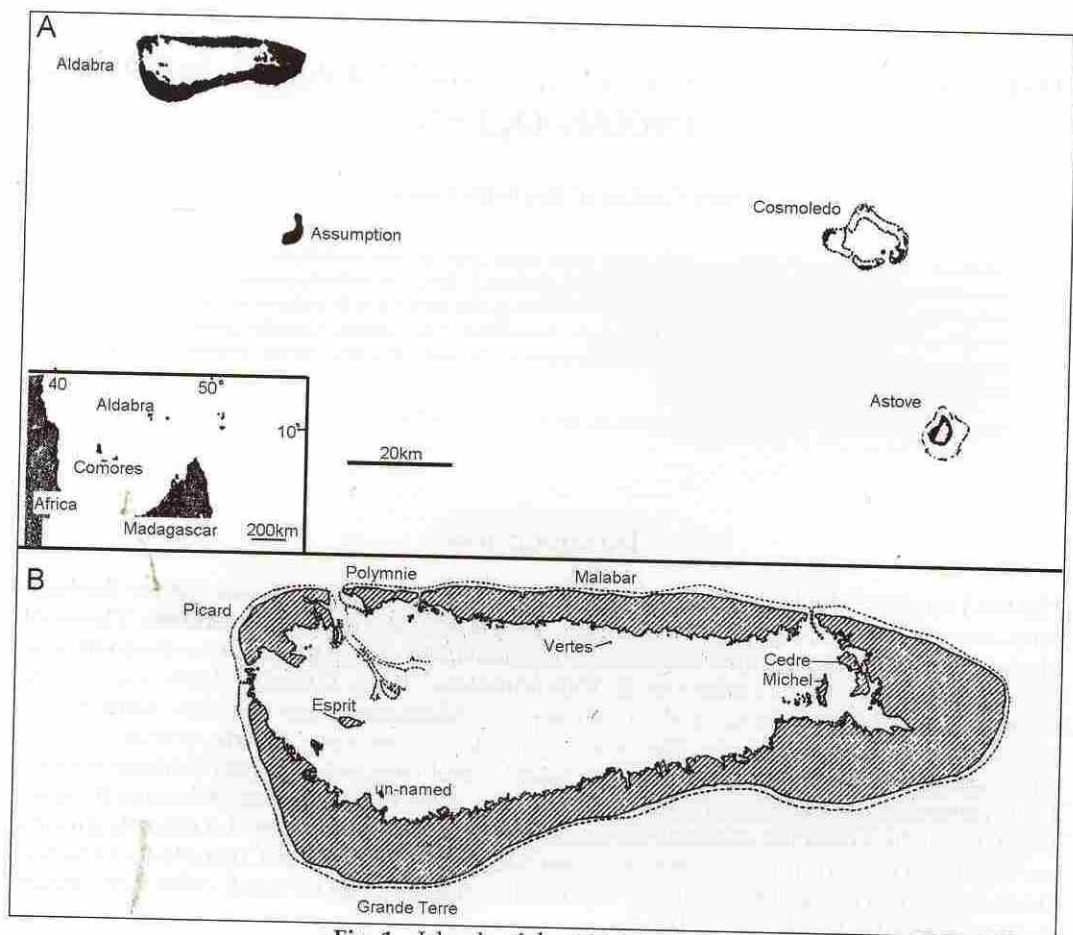 A
Aldabra
Assumption
Cosmoledo
Astove
40
50°
Aldabra
10°
Comores
Africa
Madagascar
200km
20km
B
Polymnie
Malabar
Picard
Vertes
Cedre
Michel
Esprit
un-named
Grande Terre